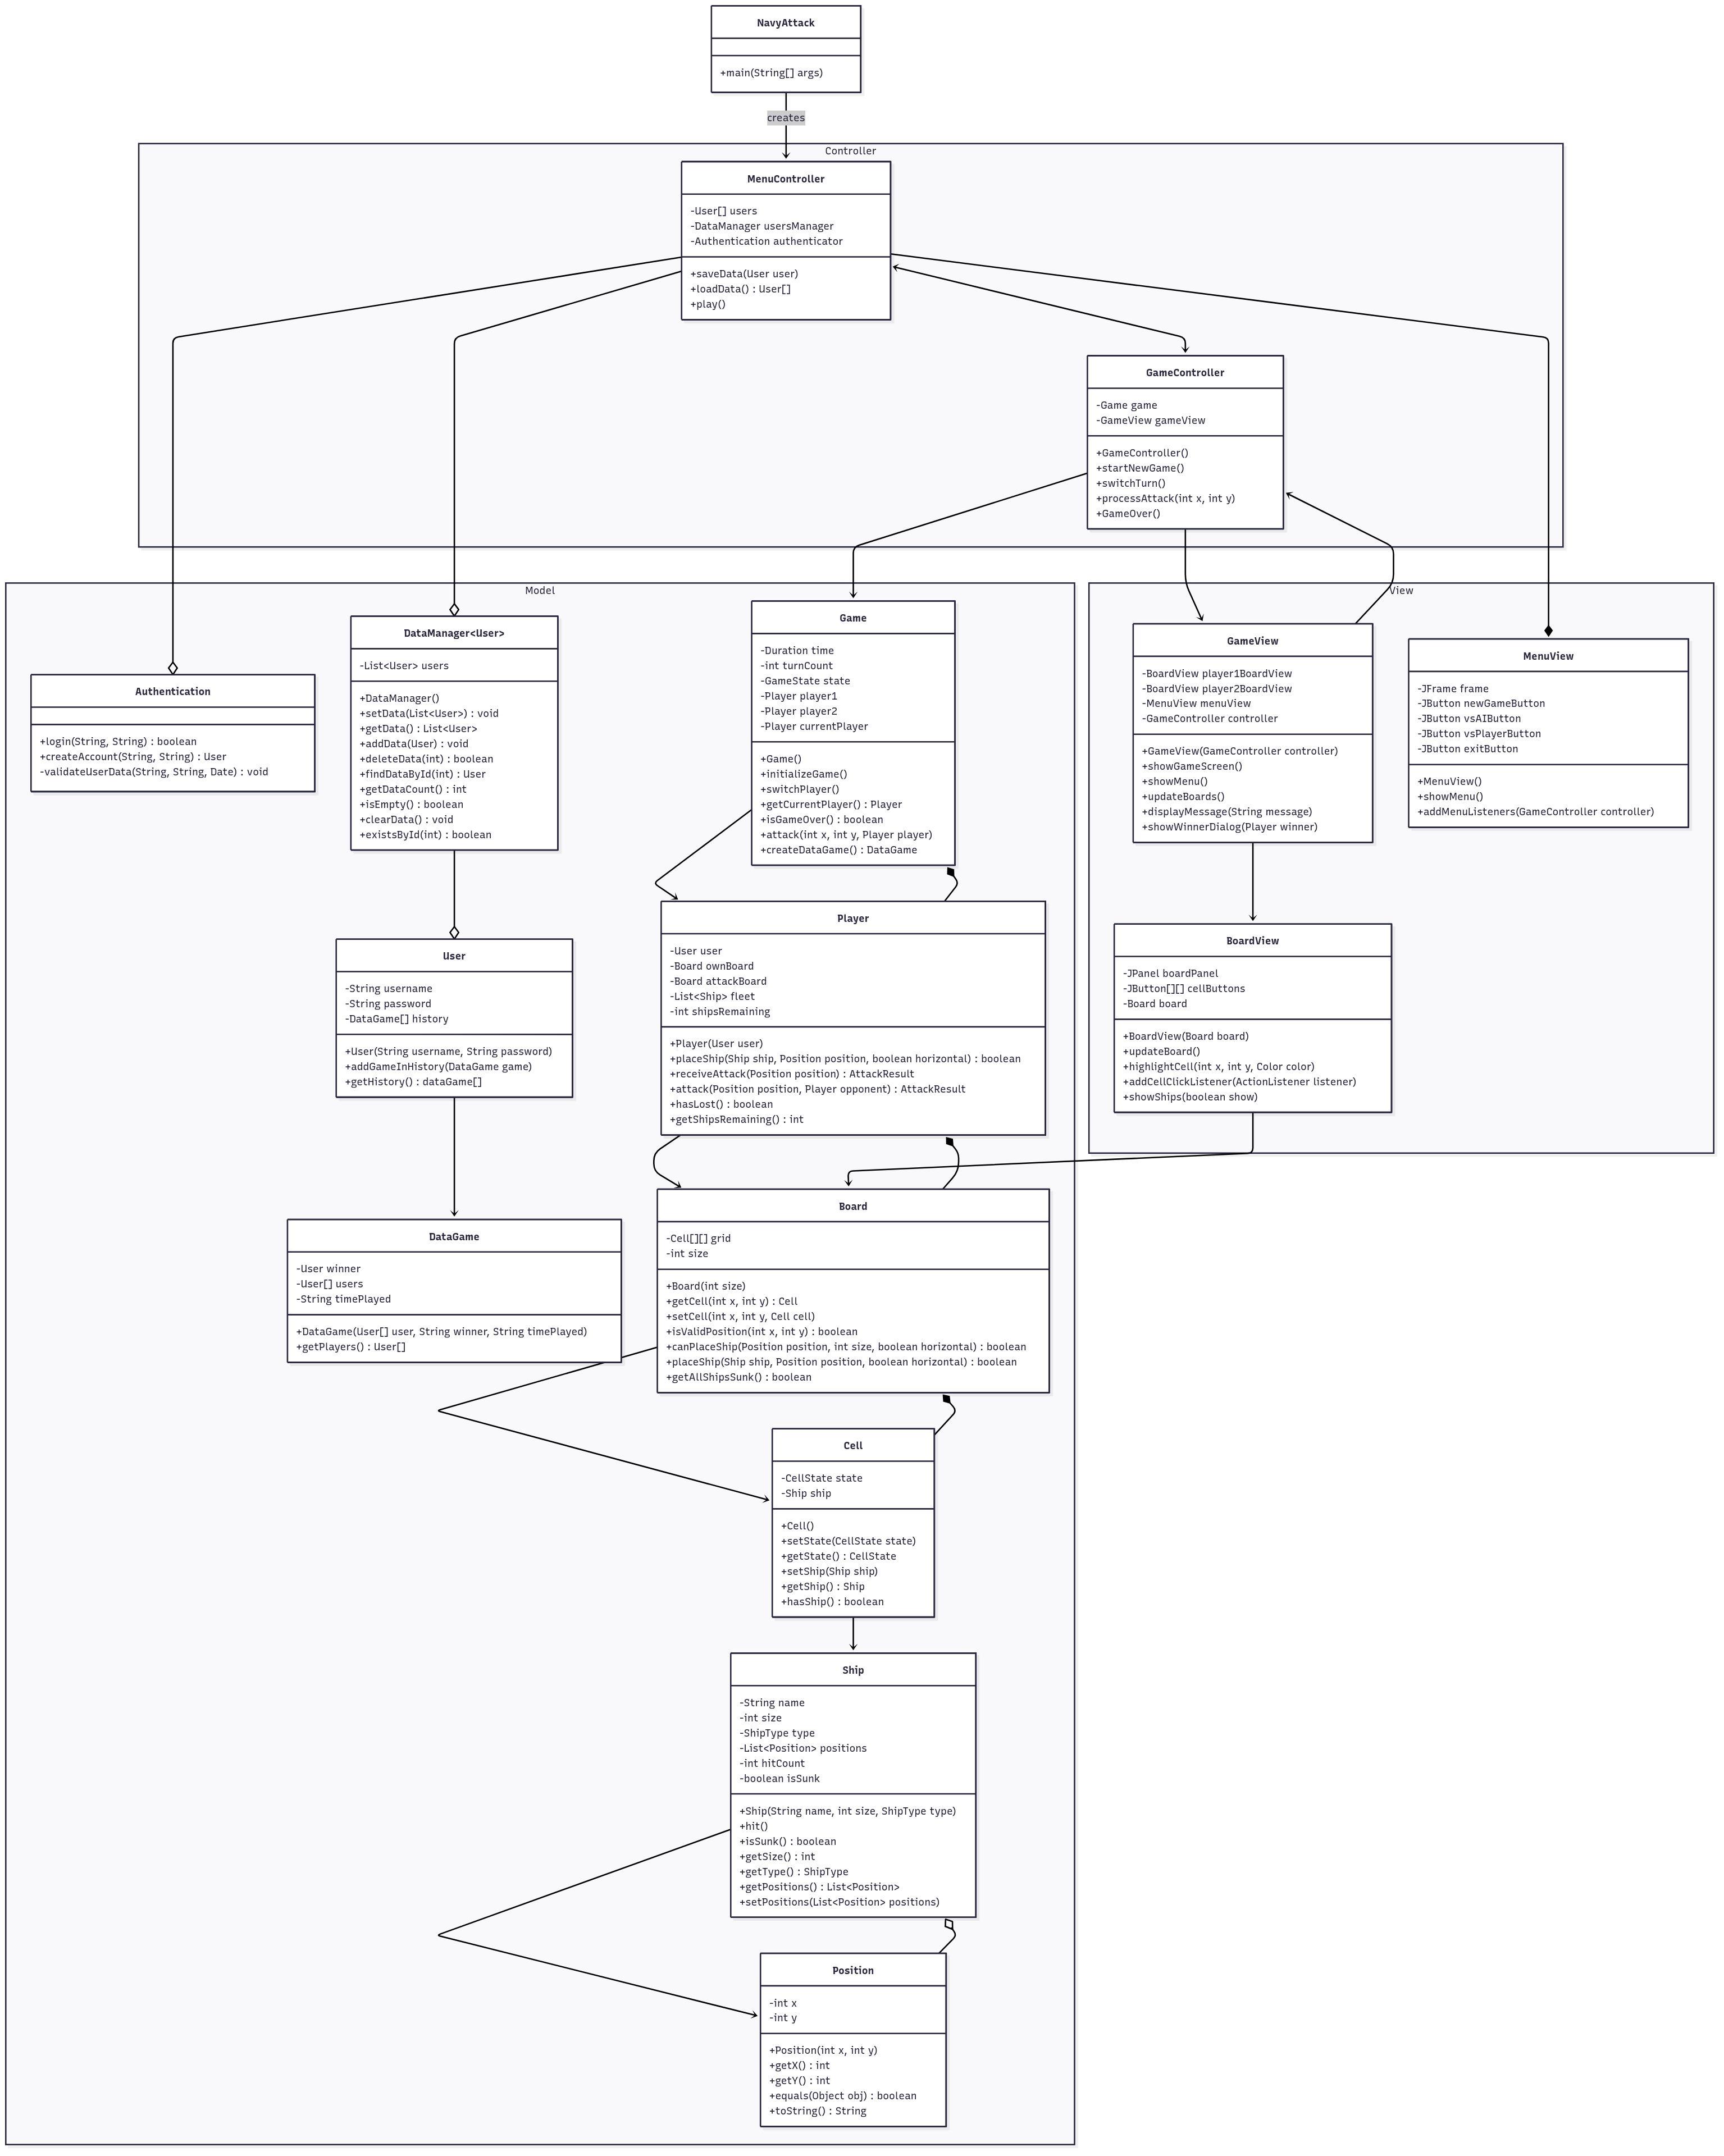 NavyAttack
+main(String[] args)
creates
Controller
MenuController
-User[] users
-DataManager usersManager
-Authentication authenticator
+saveData(User user)
+loadData() : User[]
+play()
GameController
-Game game
-GameView gameView
+GameController()
+startNewGame()
+switchTurn()
+processAttack(int x, int y)
+GameOver()
Model
Authentication
+login(String, String) : boolean
+createAccount(String, String) : User
-validateUserData(String, String, Date) : void
DataManager<User>
-List<User> users
+DataManager()
+setData(List<User>) : void
+getData() : List<User>
+addData(User) : void
+deleteData(int) : boolean
+findDataById(int) : User
+getDataCount() : int
+isEmpty() : boolean
+clearData() : void
+existsById(int) : boolean
Game
-Duration time
-int turnCount
-GameState state
-Player player1
-Player player2
-Player currentPlayer
+Game()
+initializeGame()
+switchPlayer()
+getCurrentPlayer() : Player
+isGameOver() : boolean
+attack(int x, int y, Player player)
+createDataGame() : DataGame
User
-String username
-String password
-DataGame[] history
+User(String username, String password)
+addGameInHistory(DataGame game)
+getHistory() : dataGame[]
Player
-User user
-Board ownBoard
-Board attackBoard
-List<Ship> fleet
-int shipsRemaining
+Player(User user)
+placeShip(Ship ship, Position position, boolean horizontal) : boolean
+receiveAttack(Position position) : AttackResult
+attack(Position position, Player opponent) : AttackResult
+hasLost() : boolean
+getShipsRemaining() : int
DataGame
-User winner
-User[] users
-String timePlayed
+DataGame(User[] user, String winner, String timePlayed)
+getPlayers() : User[]
Board
-Cell[][] grid
-int size
+Board(int size)
+getCell(int x, int y) : Cell
+setCell(int x, int y, Cell cell)
+isValidPosition(int x, int y) : boolean
+canPlaceShip(Position position, int size, boolean horizontal) : boolean
+placeShip(Ship ship, Position position, boolean horizontal) : boolean
+getAllShipsSunk() : boolean
Cell
-CellState state
-Ship ship
+Cell()
+setState(CellState state)
+getState() : CellState
+setShip(Ship ship)
+getShip() : Ship
+hasShip() : boolean
Ship
-String name
-int size
-ShipType type
-List<Position> positions
-int hitCount
-boolean isSunk
+Ship(String name, int size, ShipType type)
+hit()
+isSunk() : boolean
+getSize() : int
+getType() : ShipType
+getPositions() : List<Position>
+setPositions(List<Position> positions)
Position
-int x
-int y
+Position(int x, int y)
+getX() : int
+getY() : int
+equals(Object obj) : boolean
+toString() : String
View
GameView
-BoardView player1BoardView
-BoardView player2BoardView
-MenuView menuView
-GameController controller
+GameView(GameController controller)
+showGameScreen()
+showMenu()
+updateBoards()
+displayMessage(String message)
+showWinnerDialog(Player winner)
MenuView
-JFrame frame
-JButton newGameButton
-JButton vsAIButton
-JButton vsPlayerButton
-JButton exitButton
+MenuView()
+showMenu()
+addMenuListeners(GameController controller)
BoardView
-JPanel boardPanel
-JButton[][] cellButtons
-Board board
+BoardView(Board board)
+updateBoard()
+highlightCell(int x, int y, Color color)
+addCellClickListener(ActionListener listener)
+showShips(boolean show)